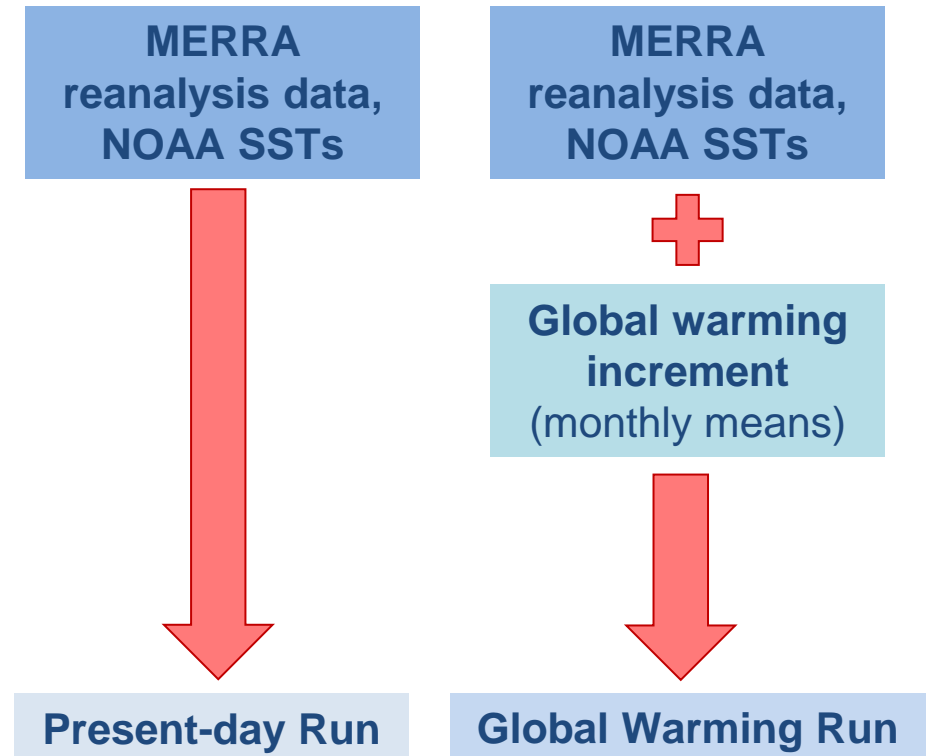 MERRA
reanalysis data,
NOAA SSTs
MERRA
reanalysis data,
NOAA SSTs
Global warming
increment
(monthly means)
Present-day Run
Global Warming Run